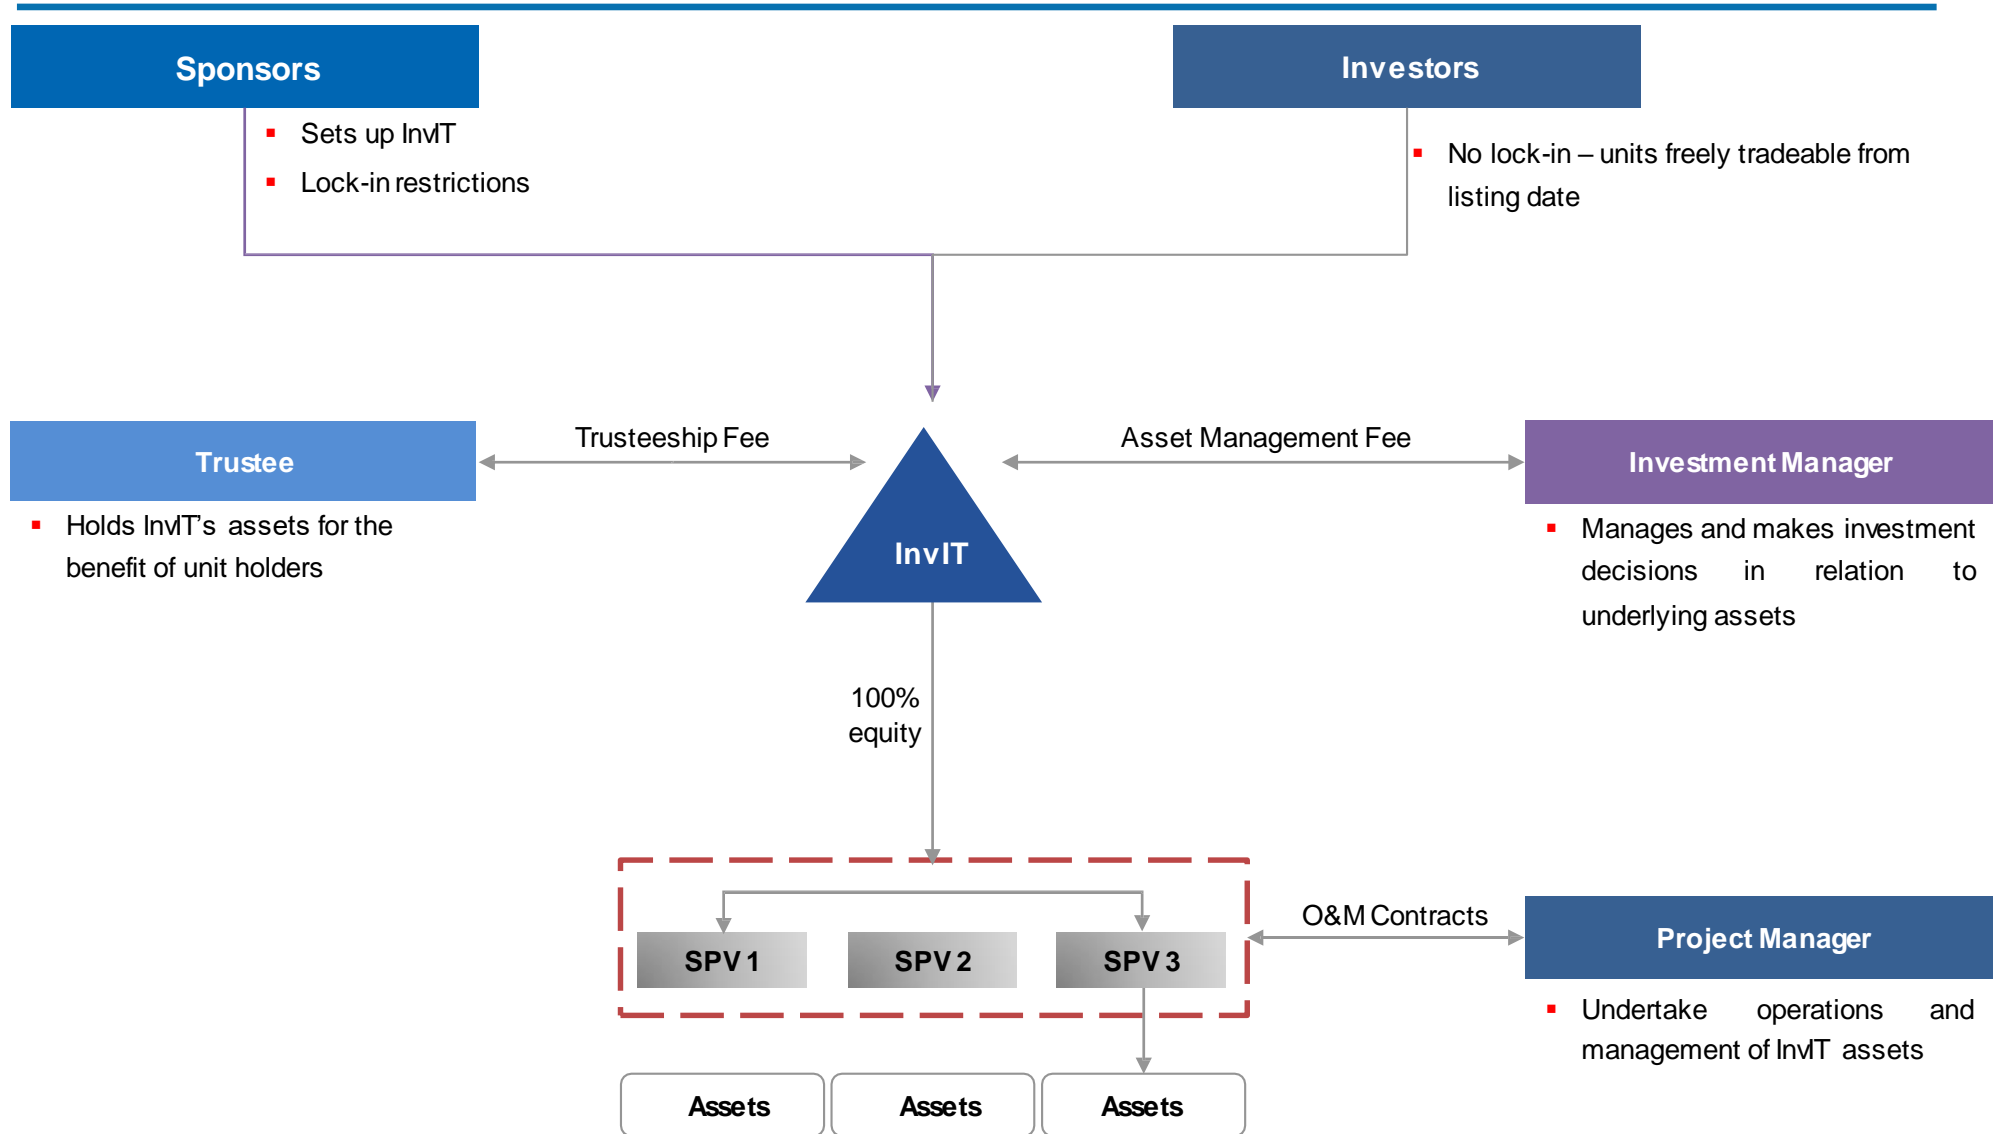 Sponsors
Investors
Sets up InvIT
Lock-in restrictions
No lock-in – units freely tradeable from
listing date
Trusteeship Fee
Asset Management Fee
Trustee
Investment Manager
Holds InvIT's assets for the
benefit of unit holders
InvIT
Manages and makes investment
decisions in relation to
underlying assets
100%
equity
O&M Contracts
SPV 1
SPV 2
SPV 3
Project Manager
Undertake operations and
management of InvIT assets
Assets
Assets
Assets